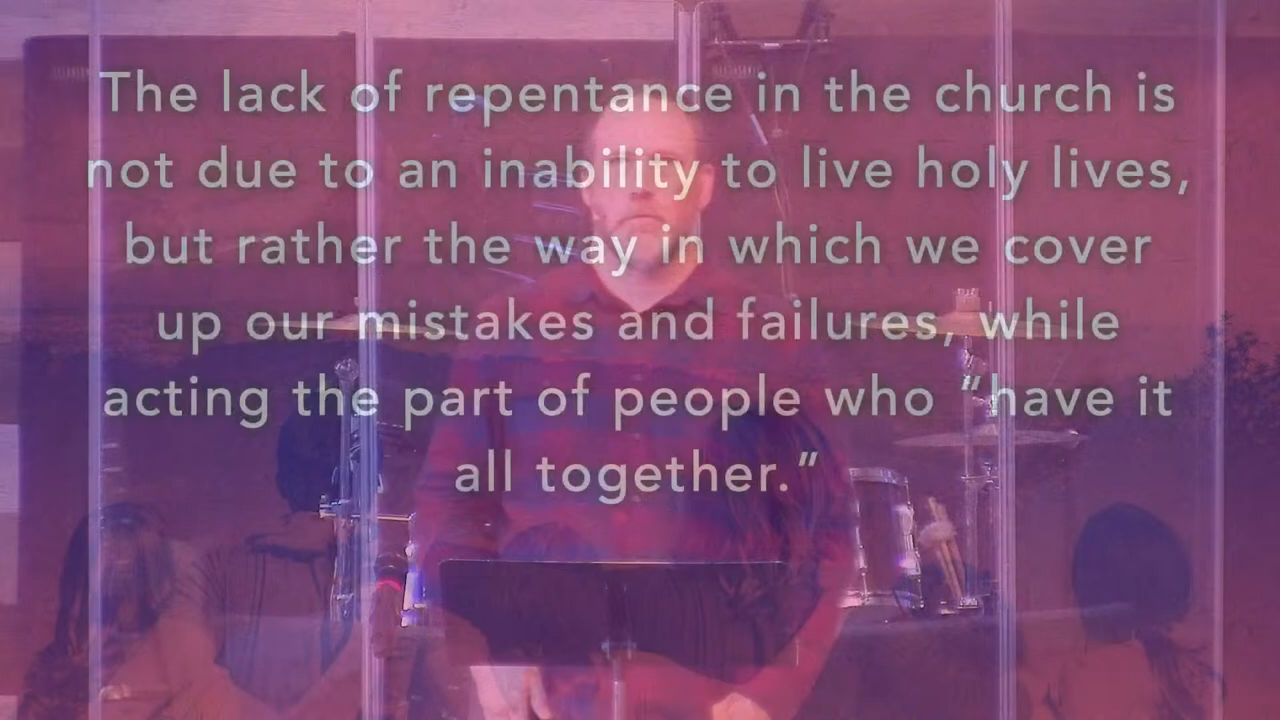 The lack of repentance in the church is
not due to an inability to live holy lives,
but rather the way in which we cover
up our mistakes and failures, while
acting the part of people who “have it
all together.”